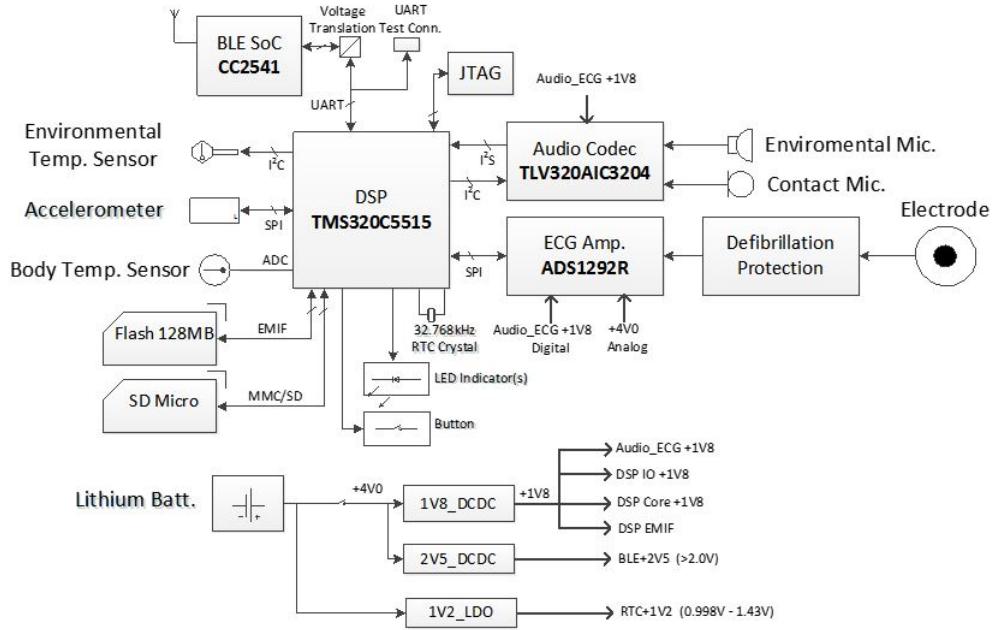 Voltage
Translation
UART
Test Conn.
BLE SoC
CC2541
UART
JTAG
Audio_ECG +1V8
Environmental
Temp. Sensor
I²C
DSP
TMS320C5515
I²S
I²C
Audio Codec
TLV320AIC3204
Enviromental Mic.
Contact Mic.
Accelerometer
SPI
Electrode
Body Temp. Sensor
ADC
SPI
ECG Amp.
ADS1292R
Defibrillation
Protection
Flash 128MB
EMIF
32.768kHz
RTC Crystal
Audio_ECG +1V8
Digital
+4V0
Analog
SD Micro
MMC/SD
LED Indicator(s)
Button
Lithium Batt.
+4V0
1V8_DCDC
+1V8
Audio_ECG +1V8
DSP IO +1V8
DSP Core +1V8
DSP EMIF
2V5_DCDC
BLE+2V5 (>2.0V)
1V2_LDO
RTC+1V2 (0.998V - 1.43V)